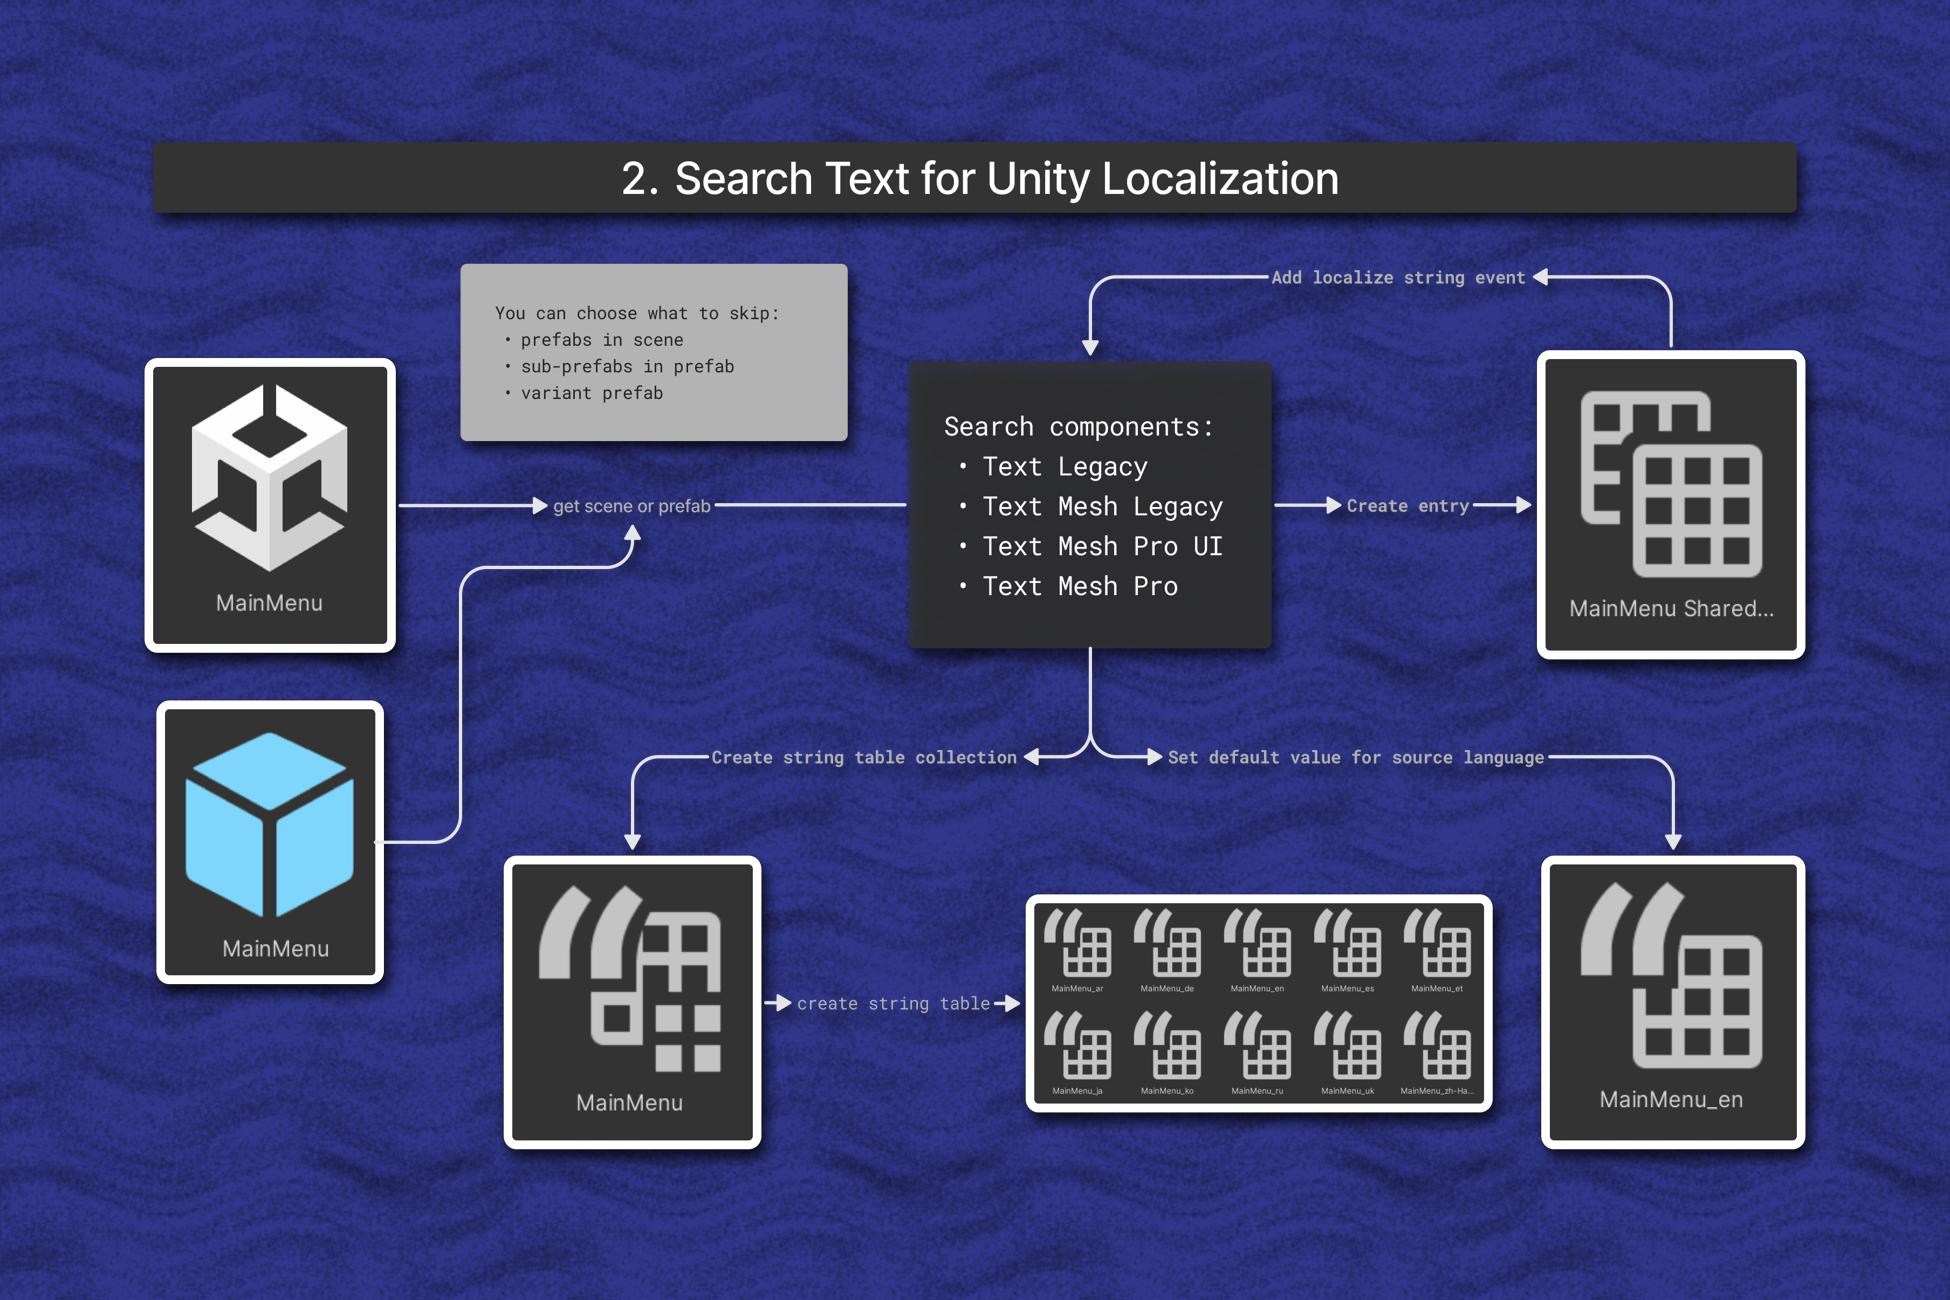 2. Search Text for Unity Localization
You can choose what to skip:
• prefabs in scene
• sub-prefabs in prefab
• variant prefab
Add localize string event
MainMenu
get scene or prefab
Search components:
• Text Legacy
• Text Mesh Legacy
• Text Mesh Pro UI
• Text Mesh Pro
Create entry
MainMenu Shared...
MainMenu
Create string table collection
Set default value for source language
MainMenu
create string table
MainMenu_ar
MainMenu_de
MainMenu_en
MainMenu_es
MainMenu_et
MainMenu_ja
MainMenu_ko
MainMenu_ru
MainMenu_uk
MainMenu_zh-Ha...
MainMenu_en